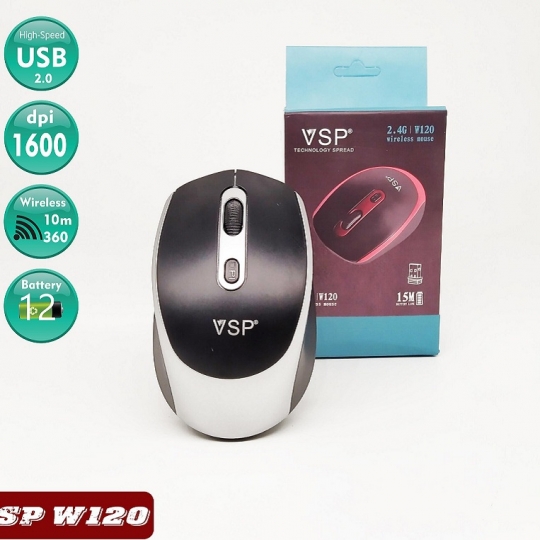 High-Speed
USB
2.0
dpi
1600
Wireless
10m
360
Battery
12
VSP®
TECHNOLOGY SPREAD
2.4G | W120
wireless mouse
VSP
W120
15M
VSP®
SP W120